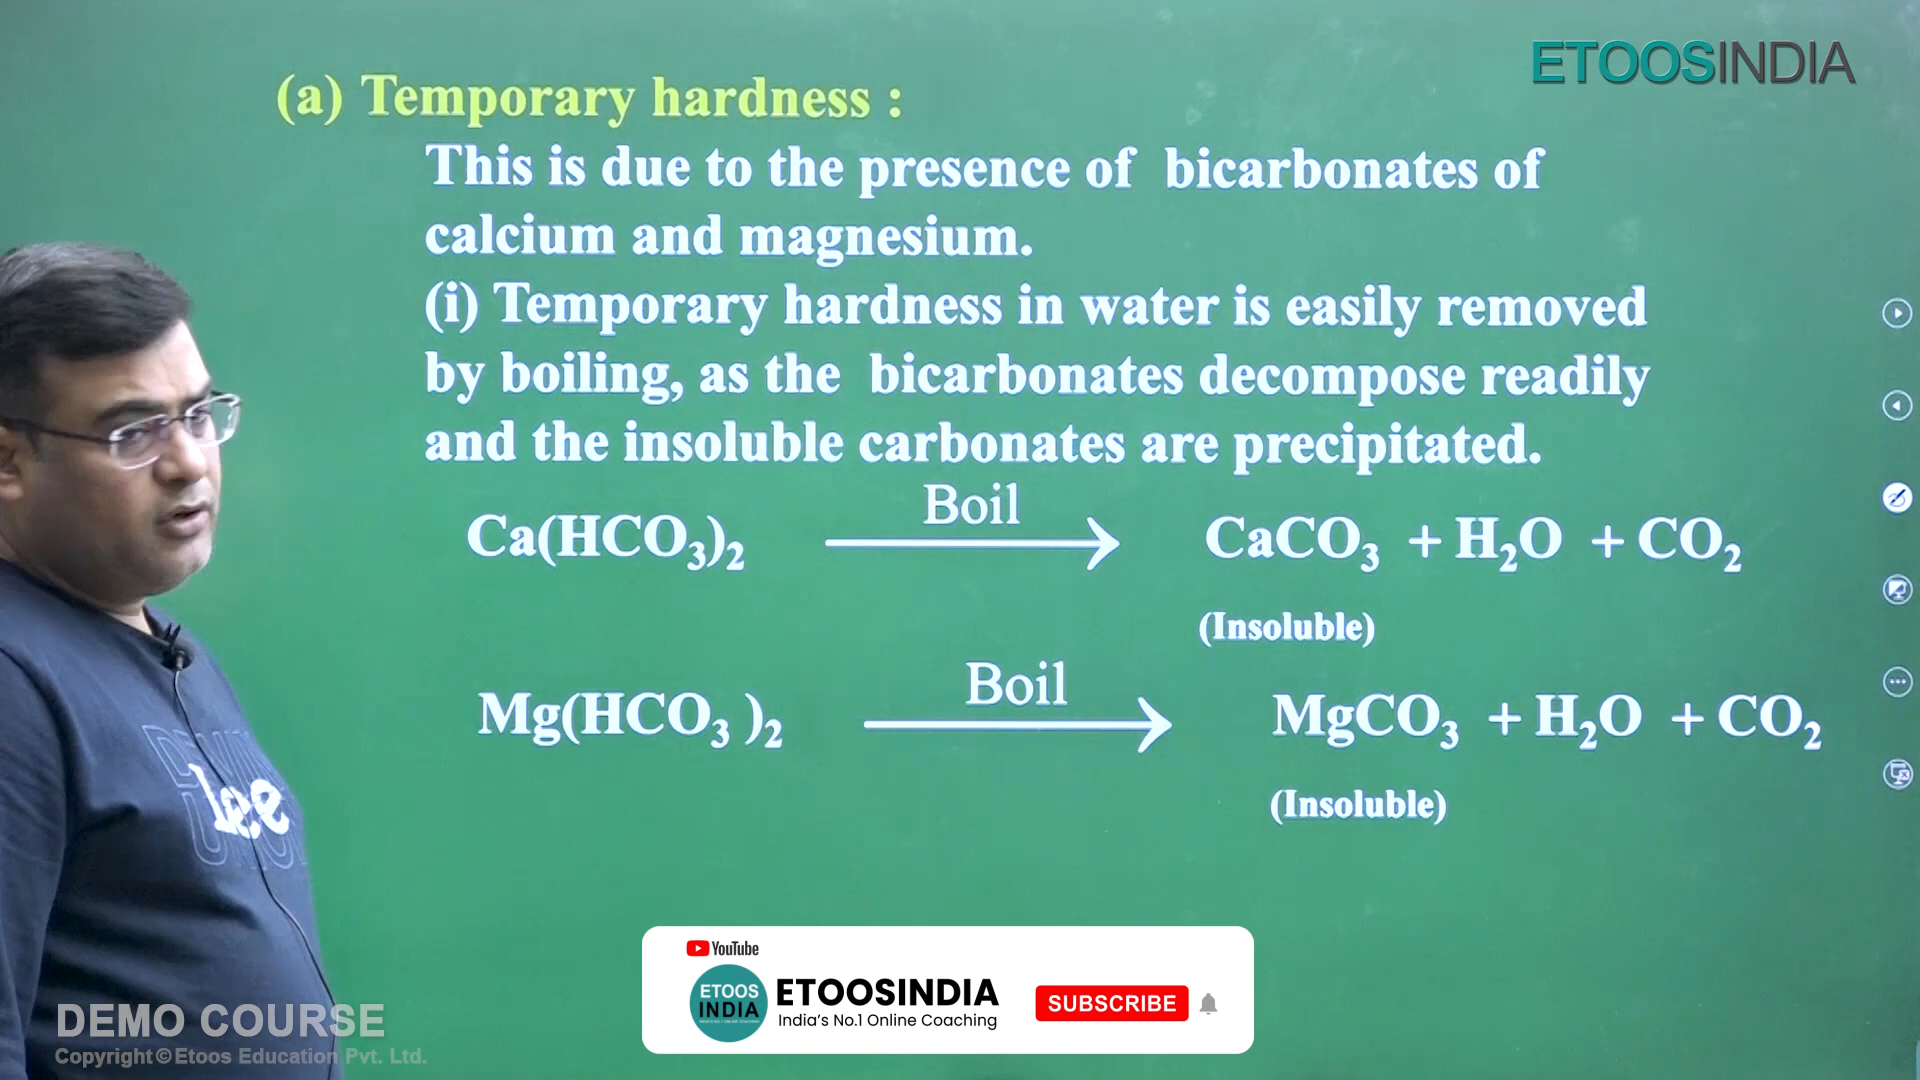 ETOOSINDIA
(a) Temporary hardness :
This is due to the presence of bicarbonates of
calcium and magnesium.
(i) Temporary hardness in water is easily removed
by boiling, as the bicarbonates decompose readily
and the insoluble carbonates are precipitated.
Ca(HCO₃)₂ Boil → CaCO₃ + H₂O + CO₂
(Insoluble)
Mg(HCO₃ )₂ Boil → MgCO₃ + H₂O + CO₂
(Insoluble)
lee
YouTube
ETOOS
INDIA
ETOOSINDIA
India's No.1 Online Coaching
SUBSCRIBE
DEMO COURSE
Copyright © Etoos Education Pvt. Ltd.